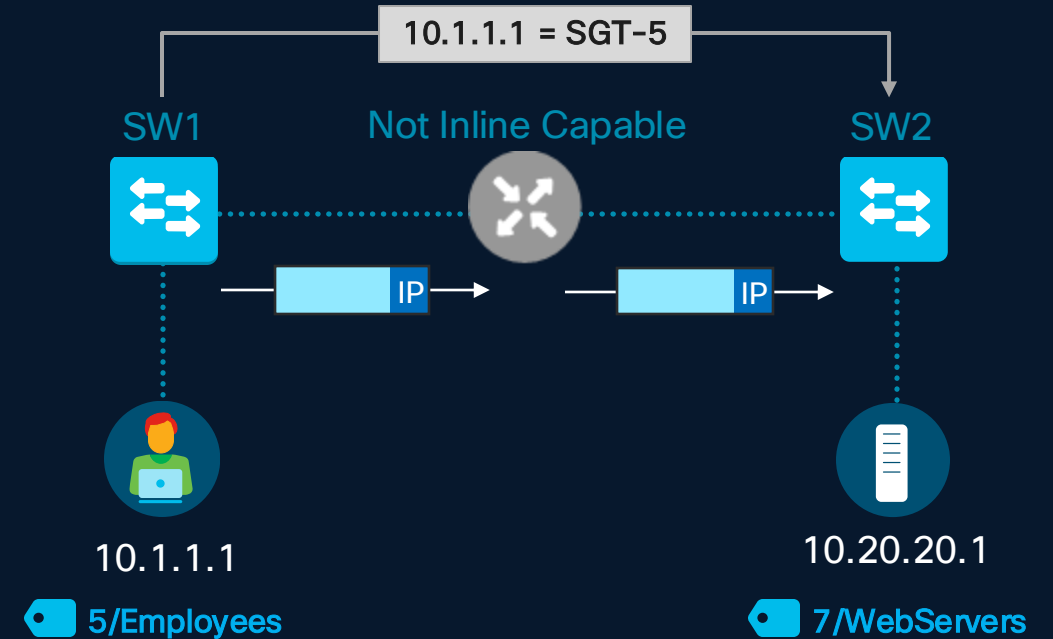 10.1.1.1 = SGT-5
SW1
Not Inline Capable
SW2
IP
IP
10.1.1.1
10.20.20.1
5/Employees
7/WebServers